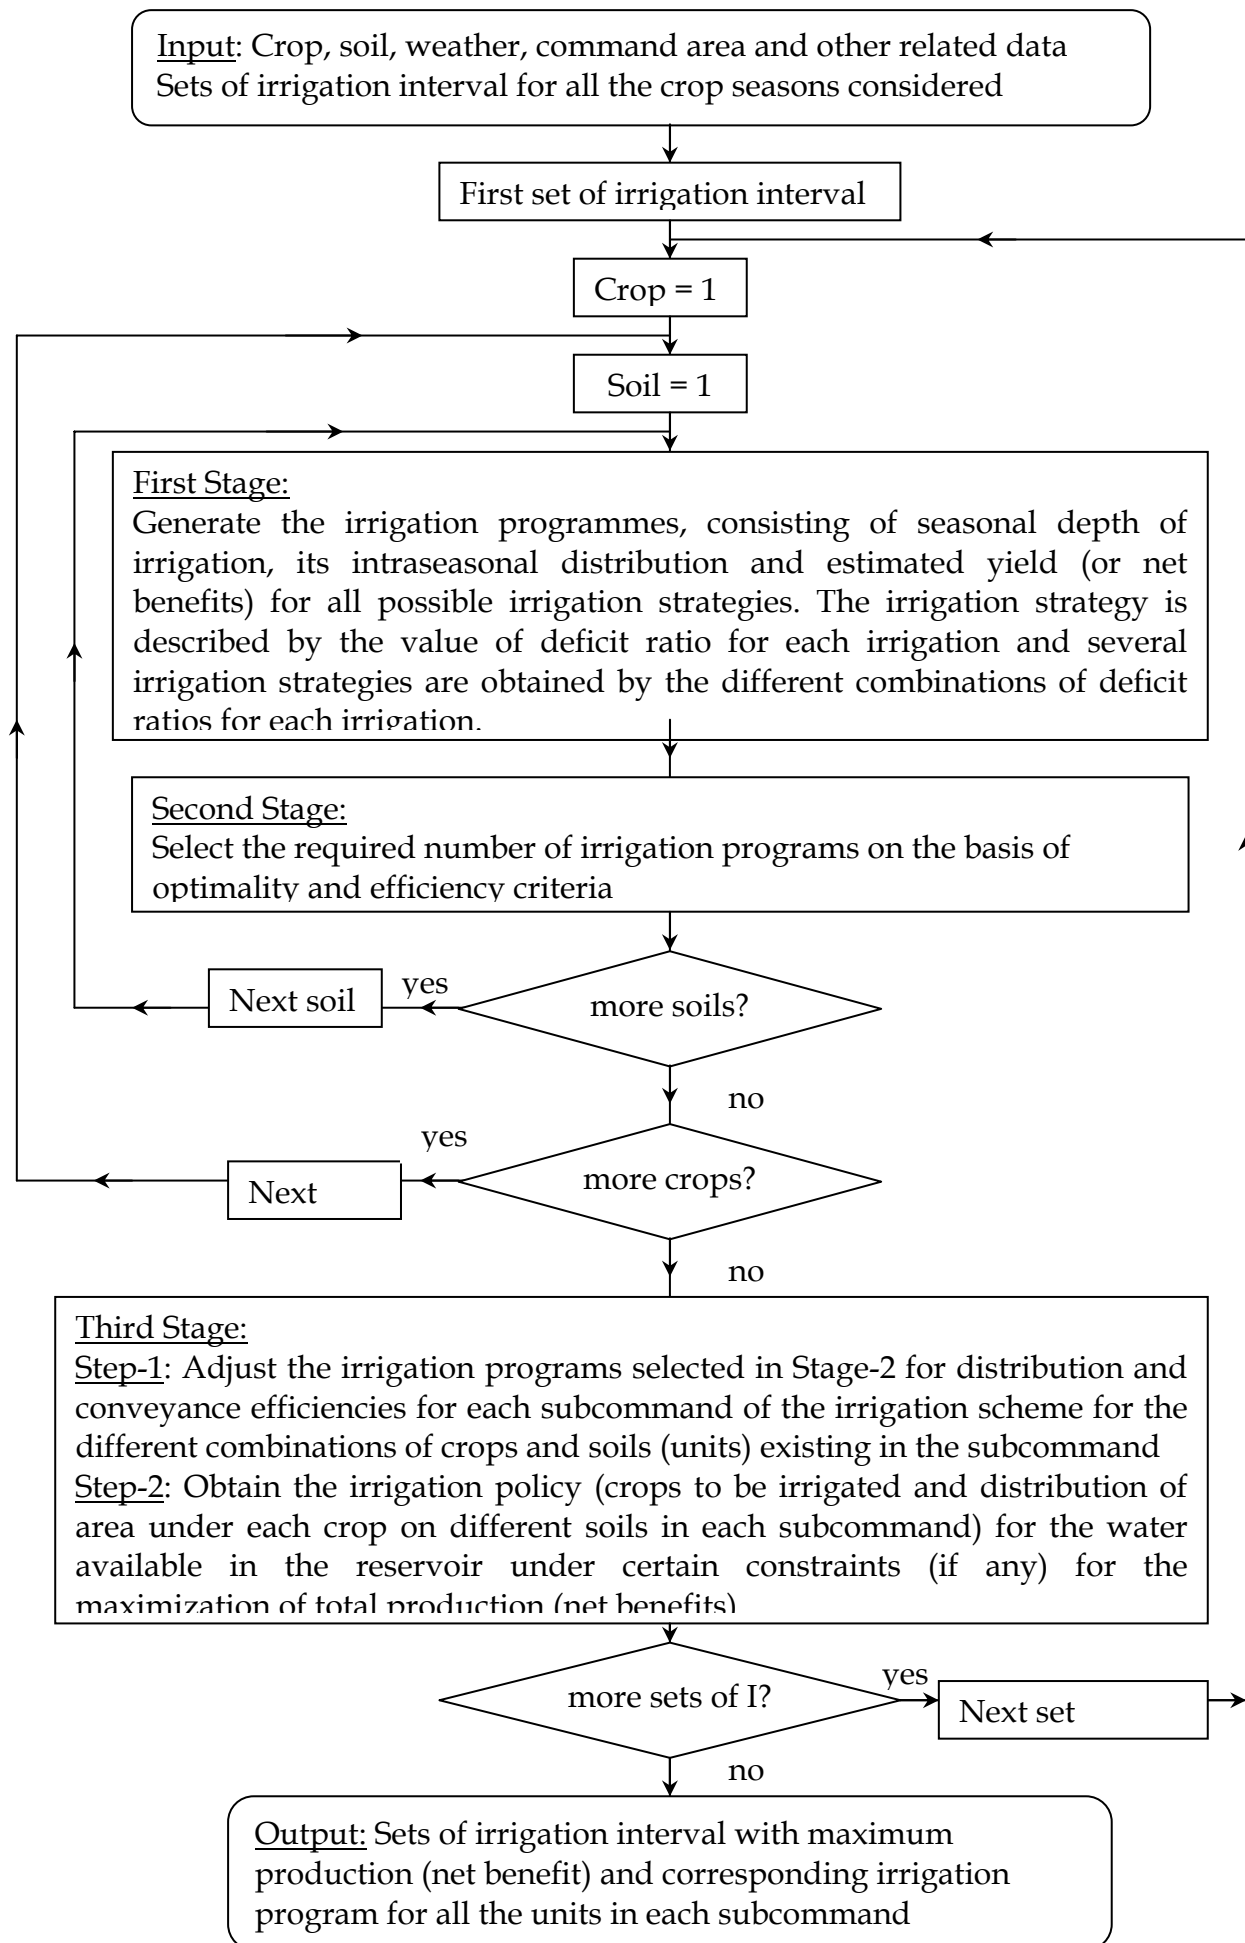 Input: Crop, soil, weather, command area and other related data
Sets of irrigation interval for all the crop seasons considered
First set of irrigation interval
Crop = 1
Soil = 1
First Stage:
Generate the irrigation programmes, consisting of seasonal depth of
irrigation, its intraseasonal distribution and estimated yield (or net
benefits) for all possible irrigation strategies. The irrigation strategy is
described by the value of deficit ratio for each irrigation and several
irrigation strategies are obtained by the different combinations of deficit
ratios for each irrigation.
Second Stage:
Select the required number of irrigation programs on the basis of
optimality and efficiency criteria
more soils?
yes
Next soil
no
more crops?
yes
Next
no
Third Stage:
Step-1: Adjust the irrigation programs selected in Stage-2 for distribution and
conveyance efficiencies for each subcommand of the irrigation scheme for the
different combinations of crops and soils (units) existing in the subcommand
Step-2: Obtain the irrigation policy (crops to be irrigated and distribution of
area under each crop on different soils in each subcommand) for the water
available in the reservoir under certain constraints (if any) for the
maximization of total production (net benefits)
more sets of I?
yes
Next set
no
Output: Sets of irrigation interval with maximum
production (net benefit) and corresponding irrigation
program for all the units in each subcommand